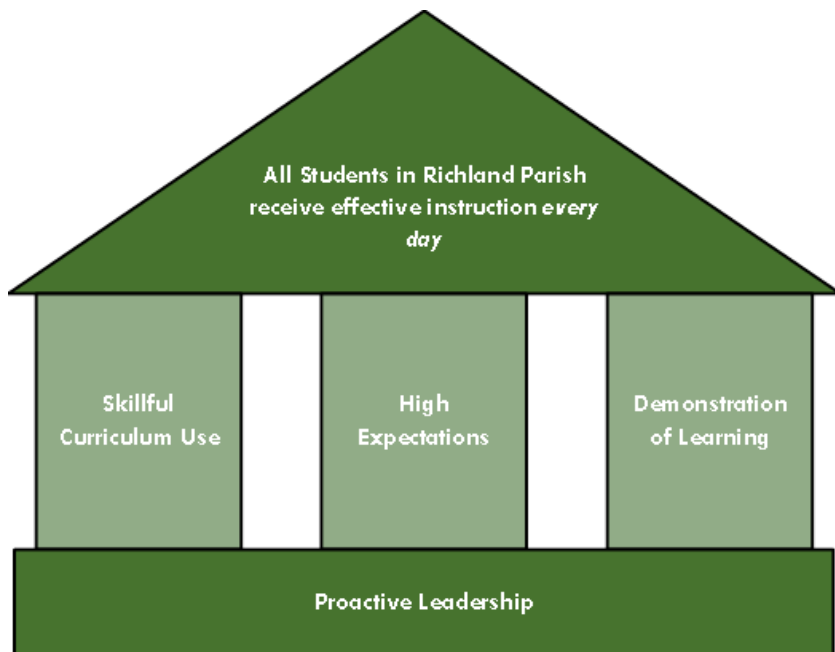 All Students in Richland Parish
receive effective instruction every
day
Skillful
Curriculum Use
High
Expectations
Demonstration
of Learning
Proactive Leadership